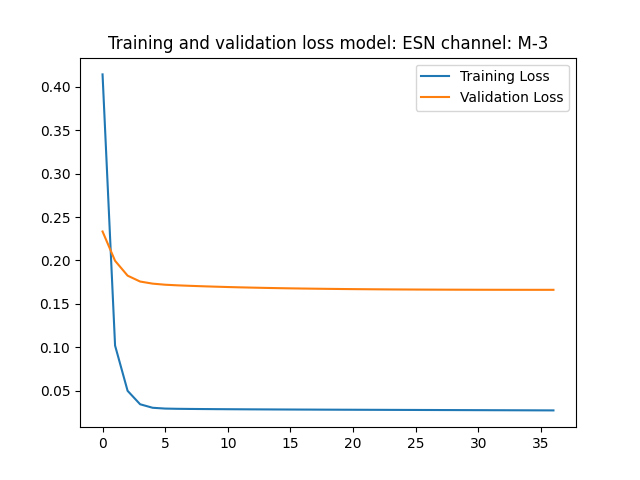 Training and validation loss model: ESN channel: M-3
Training Loss
Validation Loss
0.40
0.35
0.30
0.25
0.20
0.15
0.10
0.05
0 5 10 15 20 25 30 35